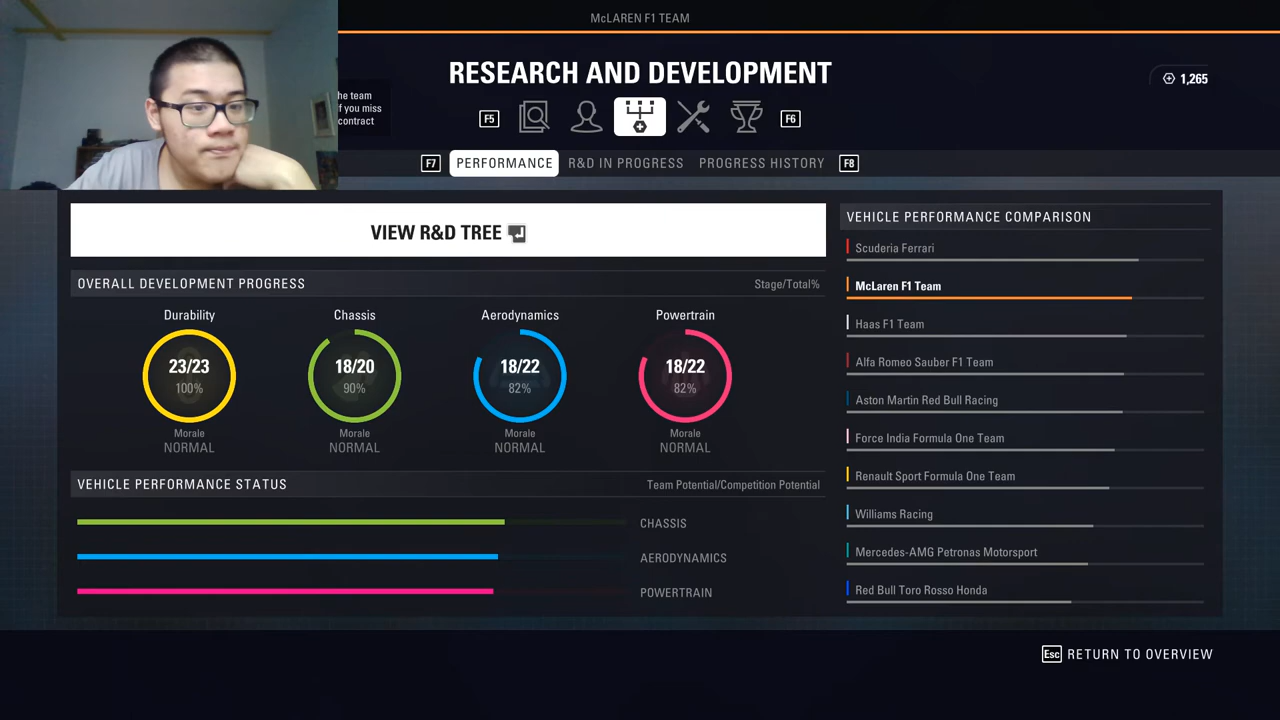 McLAREN F1 TEAM
RESEARCH AND DEVELOPMENT
1,265
he team
f you miss
contract
F5
F6
F7
PERFORMANCE
R&D IN PROGRESS
PROGRESS HISTORY
F8
VIEW R&D TREE
OVERALL DEVELOPMENT PROGRESS
Stage/Total%
Durability
Chassis
Aerodynamics
Powertrain
23/23
18/20
18/22
18/22
100%
90%
82%
82%
Morale
Morale
Morale
Morale
NORMAL
NORMAL
NORMAL
NORMAL
VEHICLE PERFORMANCE STATUS
Team Potential/Competition Potential
CHASSIS
AERODYNAMICS
POWERTRAIN
VEHICLE PERFORMANCE COMPARISON
Scuderia Ferrari
McLaren F1 Team
Haas F1 Team
Alfa Romeo Sauber F1 Team
Aston Martin Red Bull Racing
Force India Formula One Team
Renault Sport Formula One Team
Williams Racing
Mercedes-AMG Petronas Motorsport
Red Bull Toro Rosso Honda
Esc RETURN TO OVERVIEW